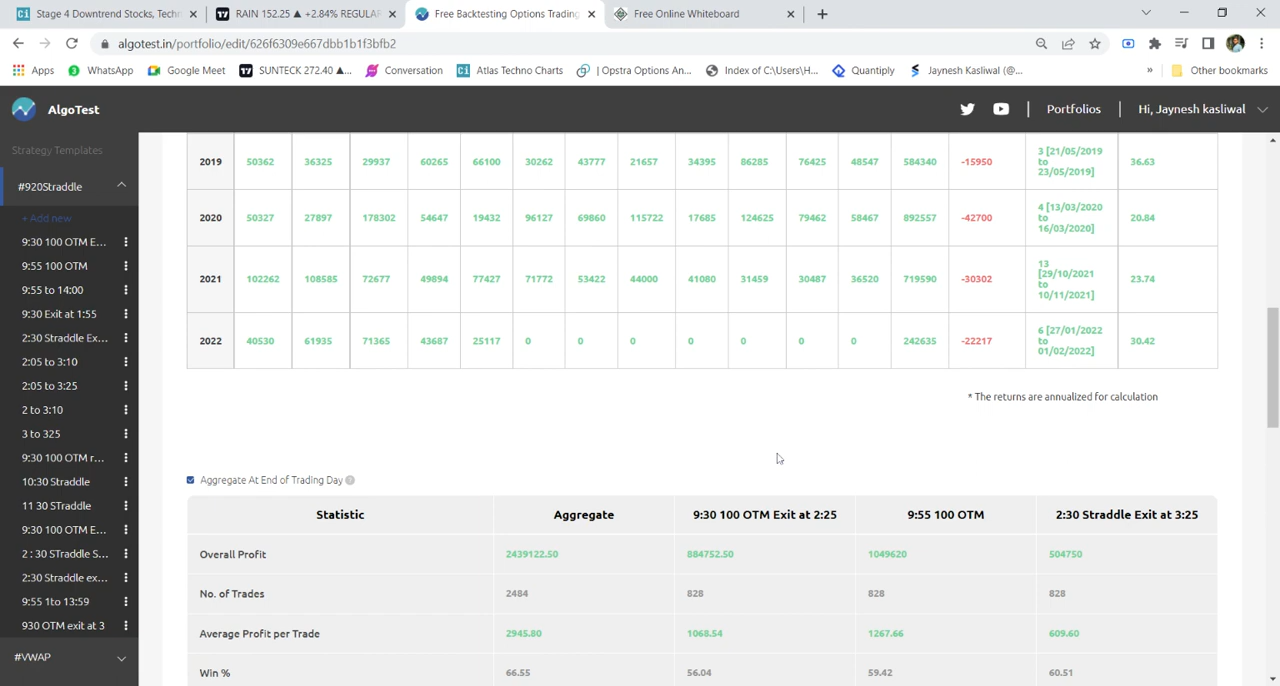 Stage 4 Downtrend Stocks, Techn
RAIN 152.25 ▲ +2.84% REGULAR
Free Backtesting Options Trading
Free Online Whiteboard
algotest.in/portfolio/edit/626f6309e667dbb1b1f3bfb2
Apps
WhatsApp
Google Meet
SUNTECK 272.40 ▲...
Conversation
Atlas Techno Charts
| Opstra Options An...
Index of C:\Users\H...
Quantiply
Jaynesh Kasliwal (@...
»
Other bookmarks
AlgoTest
Portfolios
Hi, Jaynesh kasliwal
Strategy Templates
#920Straddle
+ Add new
9:30 100 OTM E...
9:55 100 OTM
9:55 to 14:00
9:30 Exit at 1:55
2:30 Straddle Ex...
2:05 to 3:10
2:05 to 3:25
2 to 3:10
3 to 325
9:30 100 OTM r...
10:30 Straddle
11 30 STraddle
9:30 100 OTM E...
2 : 30 STraddle S...
2:30 Straddle ex...
9:55 1to 13:59
930 OTM exit at 3
#VWAP
2019 50362 36325 29937 60265 66100 30262 43777 21657 34395 86285 76425 48547 584340 -15950 3 [21/05/2019 to 23/05/2019] 36.63
2020 50327 27897 178302 54647 19432 96127 69860 115722 17685 124625 79462 58467 892557 -42700 4 [13/03/2020 to 16/03/2020] 20.84
2021 102262 108585 72677 49894 77427 71772 53422 44000 41080 31459 30487 36520 719590 -30302 13 [29/10/2021 to 10/11/2021] 23.74
2022 40530 61935 71365 43687 25117 0 0 0 0 0 0 0 242635 -22217 6 [27/01/2022 to 01/02/2022] 30.42
* The returns are annualized for calculation
Aggregate At End of Trading Day
Statistic Aggregate 9:30 100 OTM Exit at 2:25 9:55 100 OTM 2:30 Straddle Exit at 3:25
Overall Profit 2439122.50 884752.50 1049620 504750
No. of Trades 2484 828 828 828
Average Profit per Trade 2945.80 1068.54 1267.66 609.60
Win % 66.55 56.04 59.42 60.51